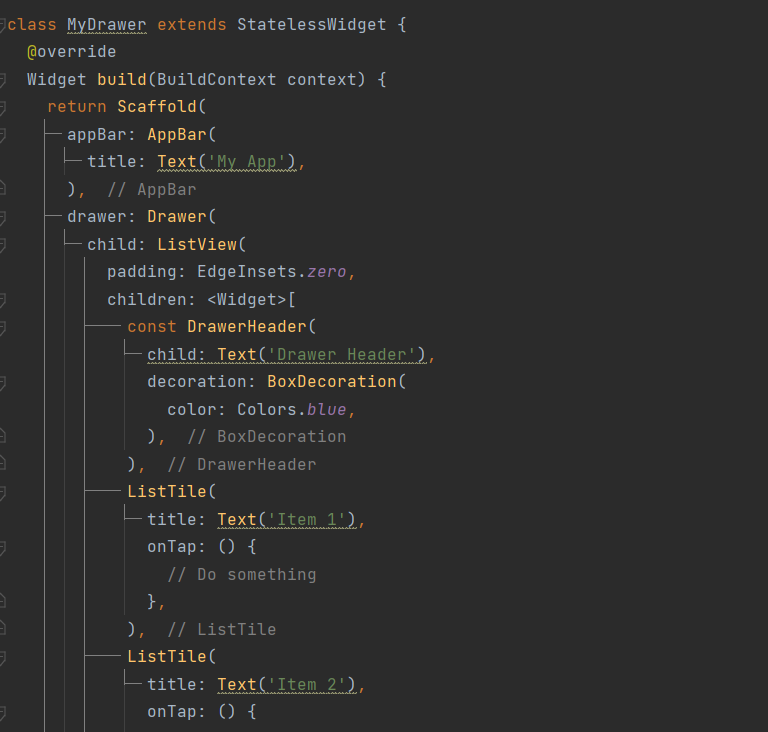 class MyDrawer extends StatelessWidget {
@override
Widget build(BuildContext context) {
return Scaffold(
appBar: AppBar(
title: Text('My App'),
), // AppBar
drawer: Drawer(
child: ListView(
padding: EdgeInsets.zero,
children: <Widget>[
const DrawerHeader(
child: Text('Drawer Header'),
decoration: BoxDecoration(
color: Colors.blue,
), // BoxDecoration
), // DrawerHeader
ListTile(
title: Text('Item 1'),
onTap: () {
// Do something
},
), // ListTile
ListTile(
title: Text('Item 2'),
onTap: () {